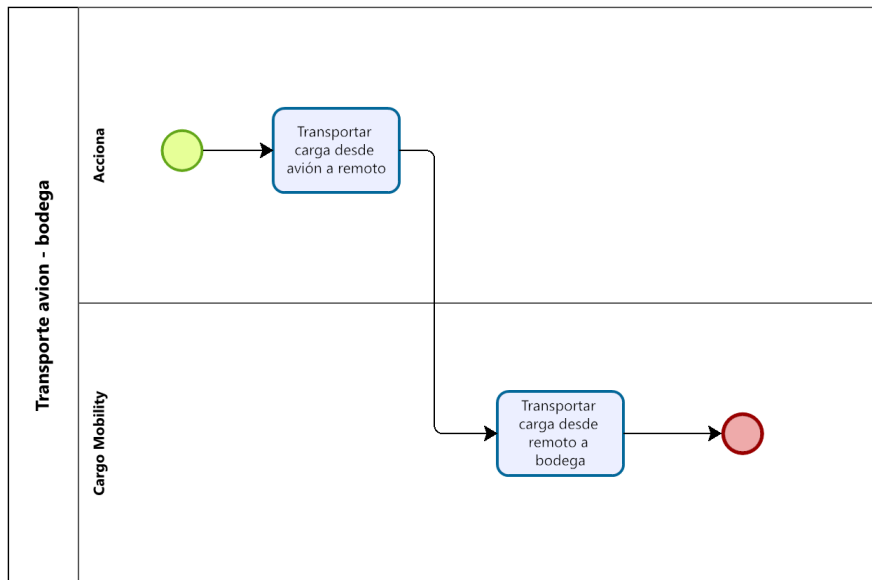 Transporte avion - bodega
Acciona
Transportar
carga desde
avión a remoto
Cargo Mobility
Transportar
carga desde
remoto a
bodega